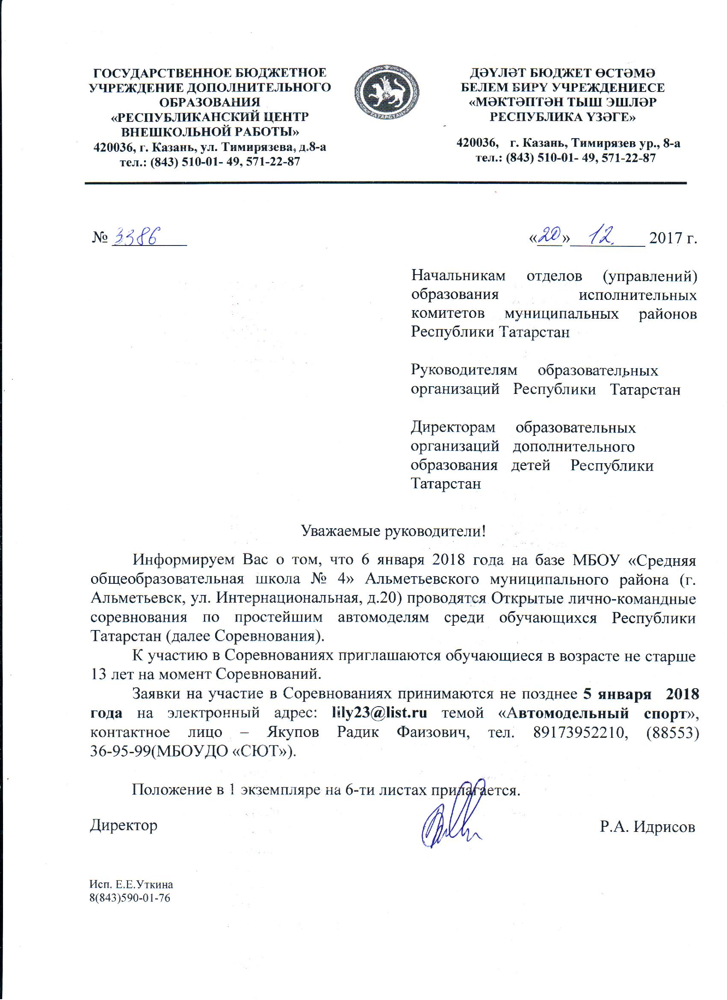 ГОСУДАРСТВЕННОЕ БЮДЖЕТНОЕ
УЧРЕЖДЕНИЕ ДОПОЛНИТЕЛЬНОГО
ОБРАЗОВАНИЯ
«РЕСПУБЛИКАНСКИЙ ЦЕНТР
ВНЕШКОЛЬНОЙ РАБОТЫ»
420036, г. Казань, ул. Тимирязева, д.8-а
тел.: (843) 510-01- 49, 571-22-87
ТАТАРСТАН
ДӘҮЛӘТ БЮДЖЕТ ӨСТӘМӘ
БЕЛЕМ БИРҮ УЧРЕЖДЕНИЕСЕ
«МӘКТӘПТӘН ТЫШ ЭШЛӘР
РЕСПУБЛИКА ҮЗӘГЕ»
420036, г. Казань, Тимирязев ур., 8-а
тел.: (843) 510-01- 49, 571-22-87
№ 3386
«20» 12. 2017 г.
Начальникам отделов (управлений)
образования исполнительных
комитетов муниципальных районов
Республики Татарстан
Руководителям образовательных
организаций Республики Татарстан
Директорам образовательных
организаций дополнительного
образования детей Республики
Татарстан
Уважаемые руководители!
Информируем Вас о том, что 6 января 2018 года на базе МБОУ «Средняя
общеобразовательная школа № 4» Альметьевского муниципального района (г.
Альметьевск, ул. Интернациональная, д.20) проводятся Открытые лично-командные
соревнования по простейшим автомоделям среди обучающихся Республики
Татарстан (далее Соревнования).
К участию в Соревнованиях приглашаются обучающиеся в возрасте не старше
13 лет на момент Соревнований.
Заявки на участие в Соревнованиях принимаются не позднее 5 января 2018
года на электронный адрес: lily23@list.ru темой «Автомодельный спорт»,
контактное лицо – Якупов Радик Фаизович, тел. 89173952210, (88553)
36-95-99(МБОУДО «СЮТ»).
Положение в 1 экземпляре на 6-ти листах прилагается.
Директор
Р.А. Идрисов
Исп. Е.Е.Уткина
8(843)590-01-76